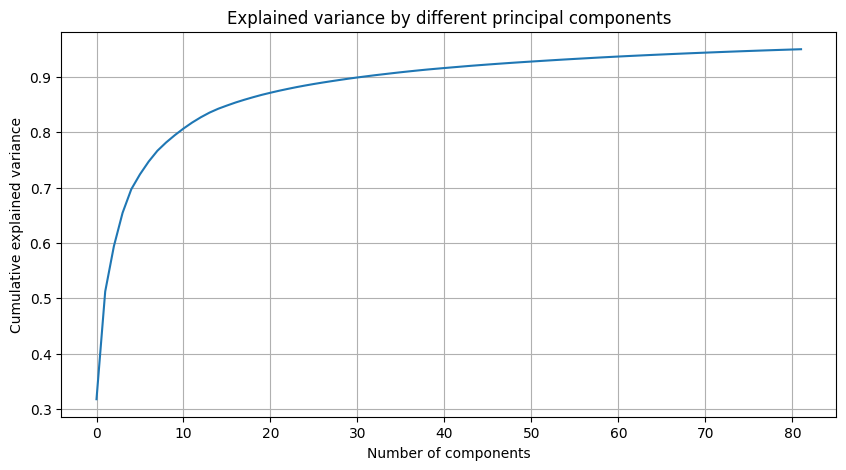 Explained variance by different principal components
Cumulative explained variance
0.9
0.8
0.7
0.6
0.5
0.4
0.3
0 10 20 30 40 50 60 70 80
Number of components